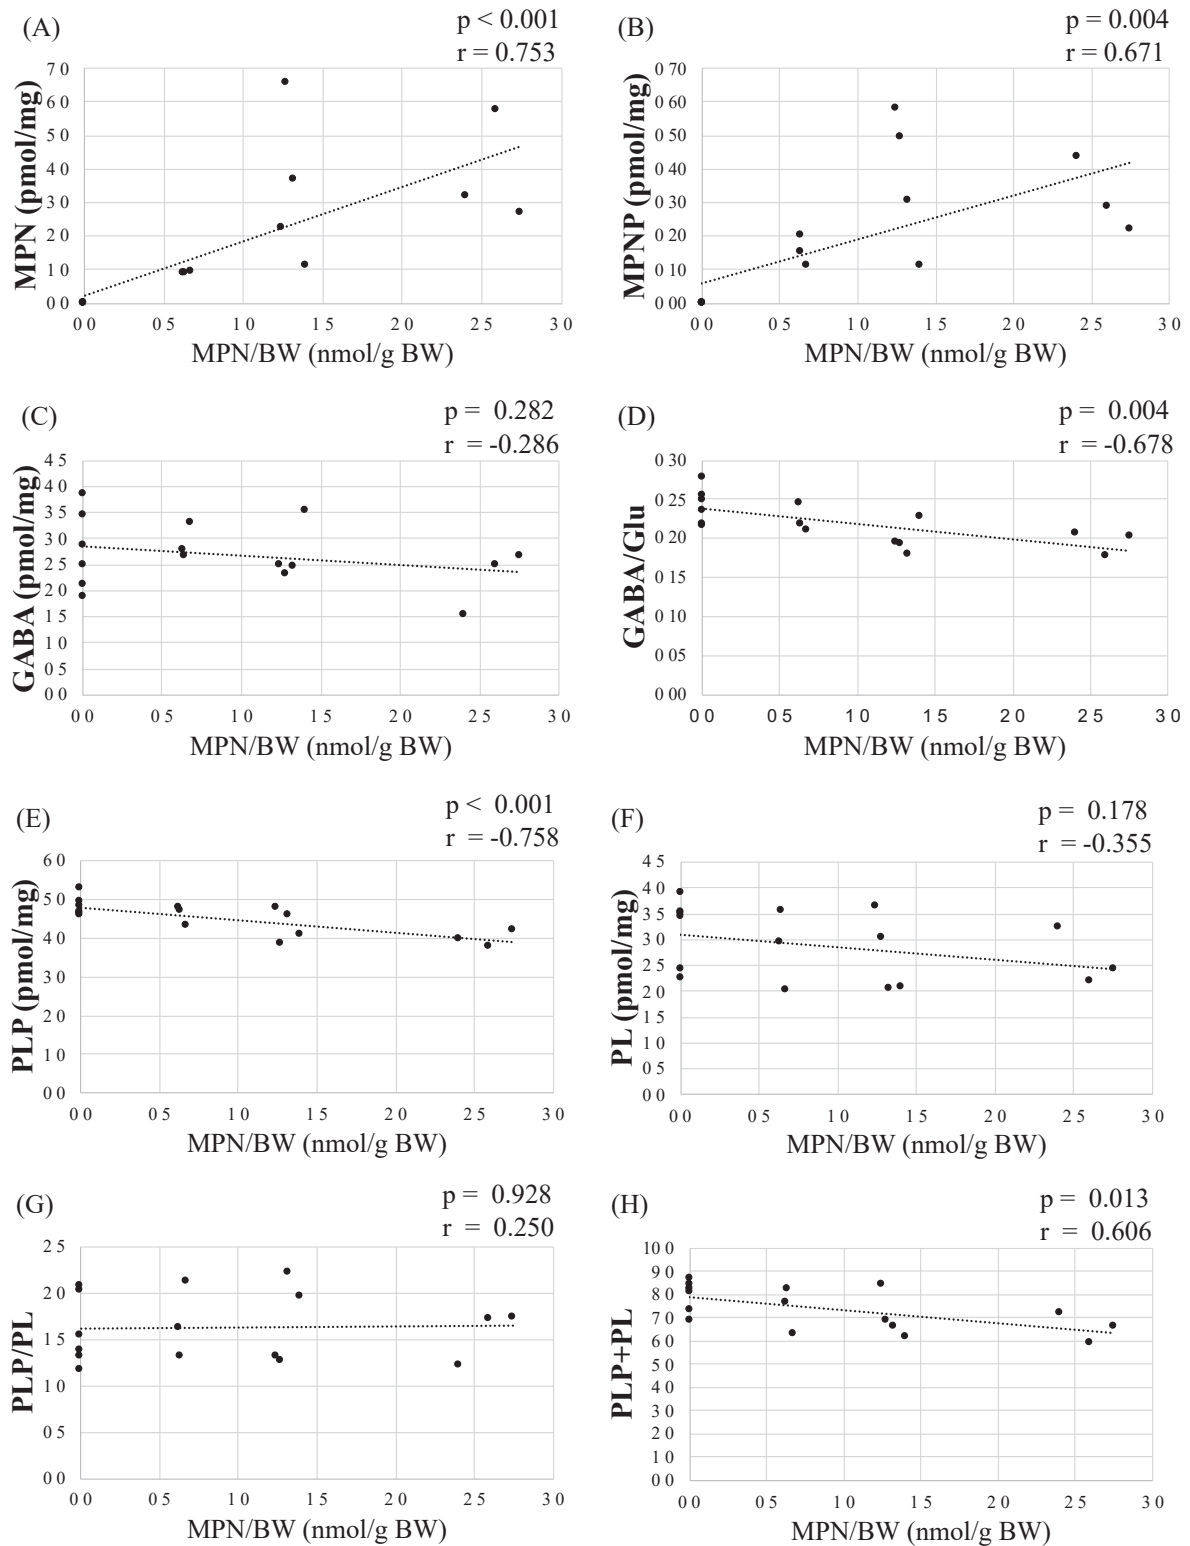 (A)
p < 0.001
r = 0.753
MPN (pmol/mg)
7 0
6 0
5 0
4 0
3 0
2 0
1 0
0 0
0 0 0 5 1 0 1 5 2 0 2 5 3 0
MPN/BW (nmol/g BW)
(B)
p = 0.004
r = 0.671
MPNP (pmol/mg)
0 70
0 60
0 50
0 40
0 30
0 20
0 10
0 00
0 0 0 5 1 0 1 5 2 0 2 5 3 0
MPN/BW (nmol/g BW)
(C)
p = 0.282
r = -0.286
GABA (pmol/mg)
4 5
4 0
3 5
3 0
2 5
2 0
1 5
1 0
0 5
0 0
0 0 0 5 1 0 1 5 2 0 2 5 3 0
MPN/BW (nmol/g BW)
(D)
p = 0.004
r = -0.678
GABA/Glu
0 30
0 25
0 20
0 15
0 10
0 05
0 00
0 0 0 5 1 0 1 5 2 0 2 5 3 0
MPN/BW (nmol/g BW)
(E)
p < 0.001
r = -0.758
PLP (pmol/mg)
6 0
5 0
4 0
3 0
2 0
1 0
0 0
0 0 0 5 1 0 1 5 2 0 2 5 3 0
MPN/BW (nmol/g BW)
(F)
p = 0.178
r = -0.355
PL (pmol/mg)
4 5
4 0
3 5
3 0
2 5
2 0
1 5
1 0
0 5
0 0
0 0 0 5 1 0 1 5 2 0 2 5 3 0
MPN/BW (nmol/g BW)
(G)
p = 0.928
r = 0.250
PLP/PL
2 5
2 0
1 5
1 0
0 5
0 0
0 0 0 5 1 0 1 5 2 0 2 5 3 0
MPN/BW (nmol/g BW)
(H)
p = 0.013
r = 0.606
PLP+PL
10 0
9 0
8 0
7 0
6 0
5 0
4 0
3 0
2 0
1 0
0 0
0 0 0 5 1 0 1 5 2 0 2 5 3 0
MPN/BW (nmol/g BW)